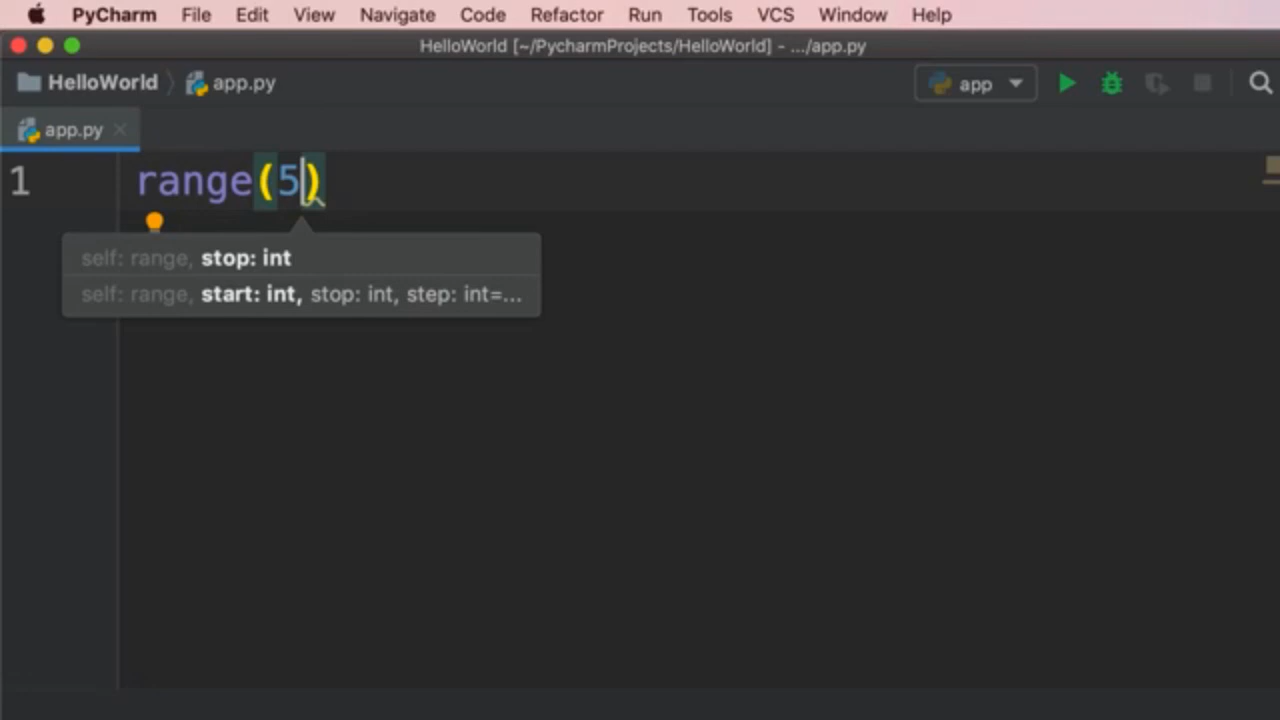 PyCharm File Edit View Navigate Code Refactor Run Tools VCS Window Help
HelloWorld [~/PycharmProjects/HelloWorld] - .../app.py
HelloWorld app.py app
app.py
1 range(5)
self: range, stop: int
self: range, start: int, stop: int, step: int=...